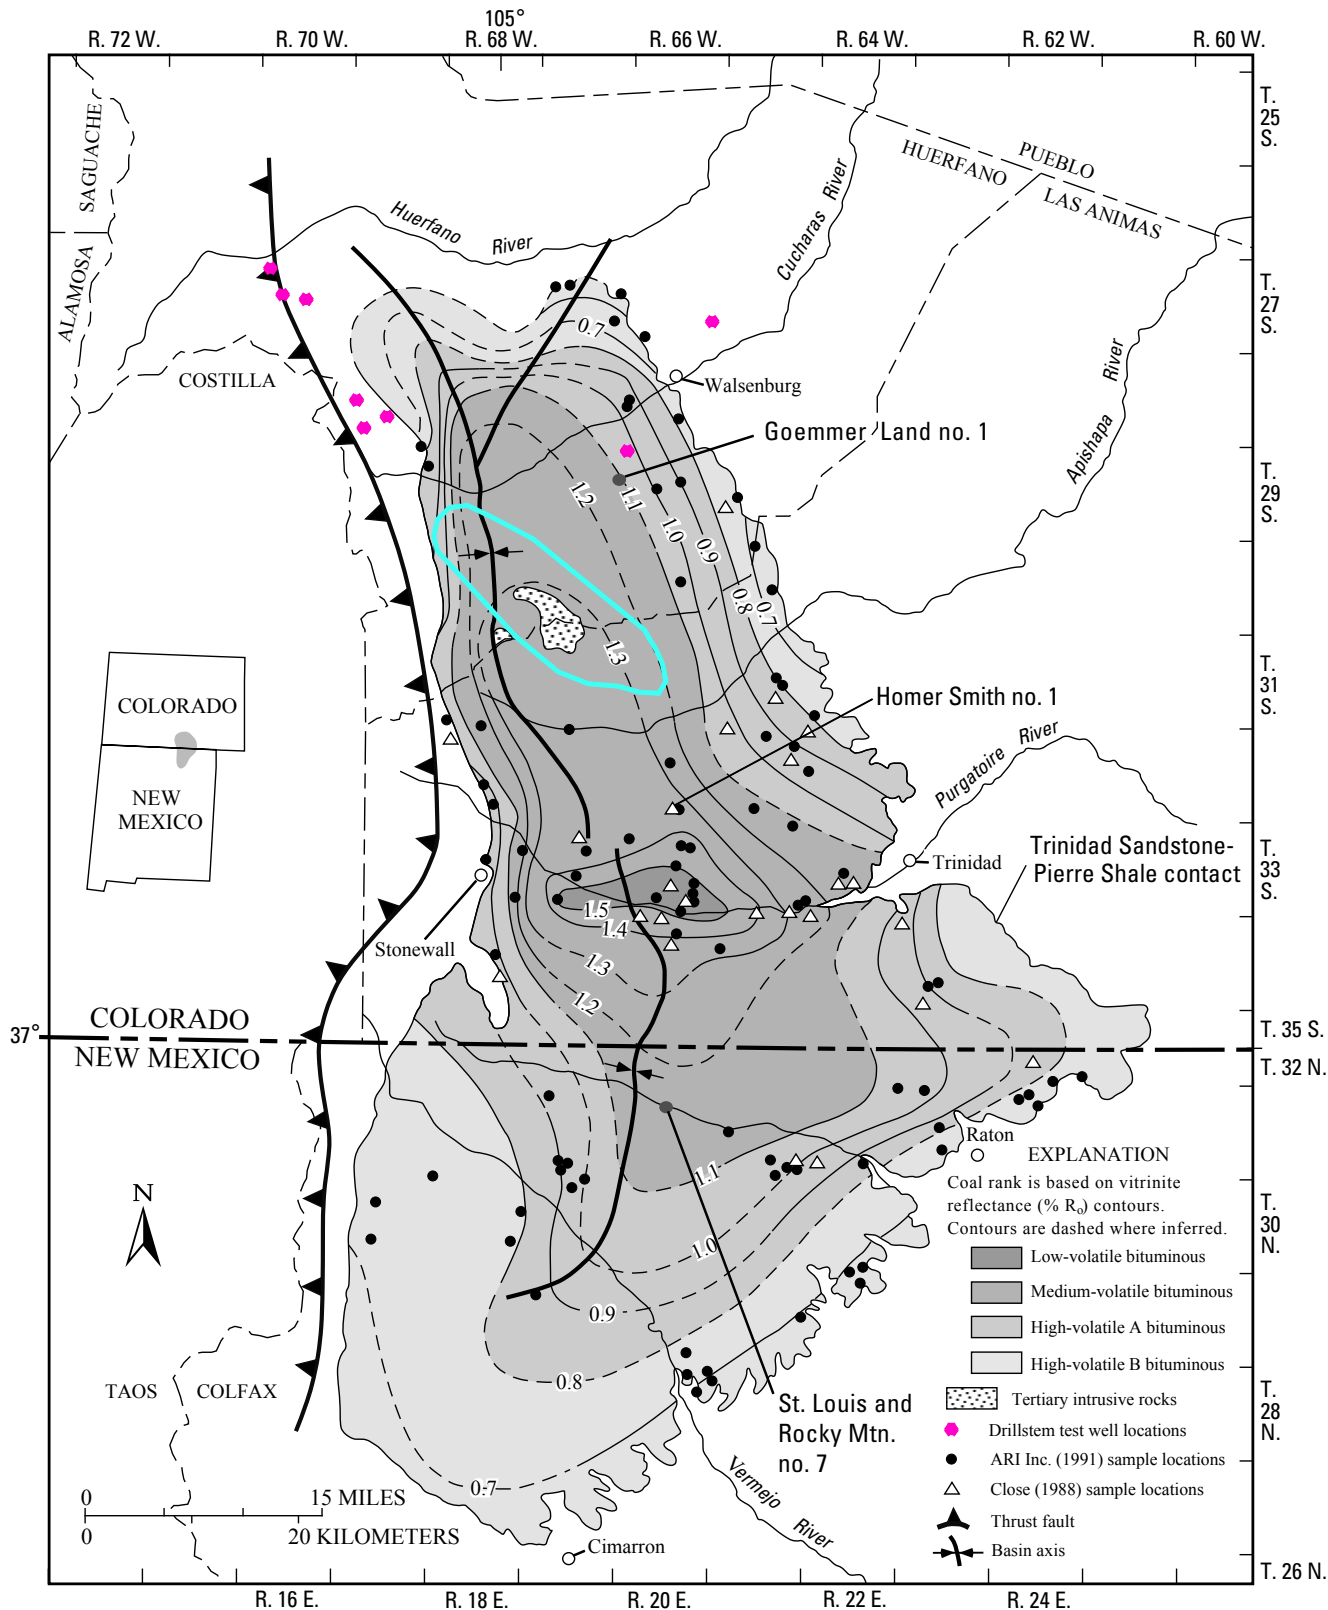 105°
R. 72 W.
R. 70 W.
R. 68 W.
R. 66 W.
R. 64 W.
R. 62 W.
R. 60 W.
T.
25
S.
T.
27
S.
T.
29
S.
T.
31
S.
T.
33
S.
T. 35 S.
T. 32 N.
T.
30
N.
T.
28
N.
T. 26 N.
SAGUACHE
ALAMOSA
COSTILLA
HUERFANO
PUEBLO
LAS ANIMAS
Huerfano
River
Cucharas River
Apishapa
River
Walsenburg
Goemmer Land no. 1
0.7
1.2
1.1
1.0
0.9
0.8
0.7
1.3
COLORADO
NEW
MEXICO
Homer Smith no. 1
Purgatoire River
Trinidad
Trinidad Sandstone-
Pierre Shale contact
Stonewall
1.5
1.4
1.3
1.2
37°
COLORADO
NEW MEXICO
Raton
1.1
1.0
0.9
0.8
0.7
N
TAOS
COLFAX
St. Louis and
Rocky Mtn.
no. 7
Vermejo
River
Cimarron
0
15 MILES
0
20 KILOMETERS
EXPLANATION
Coal rank is based on vitrinite
reflectance (% Ro) contours.
Contours are dashed where inferred.
Low-volatile bituminous
Medium-volatile bituminous
High-volatile A bituminous
High-volatile B bituminous
Tertiary intrusive rocks
Drillstem test well locations
ARI Inc. (1991) sample locations
Close (1988) sample locations
Thrust fault
Basin axis
R. 16 E.
R. 18 E.
R. 20 E.
R. 22 E.
R. 24 E.